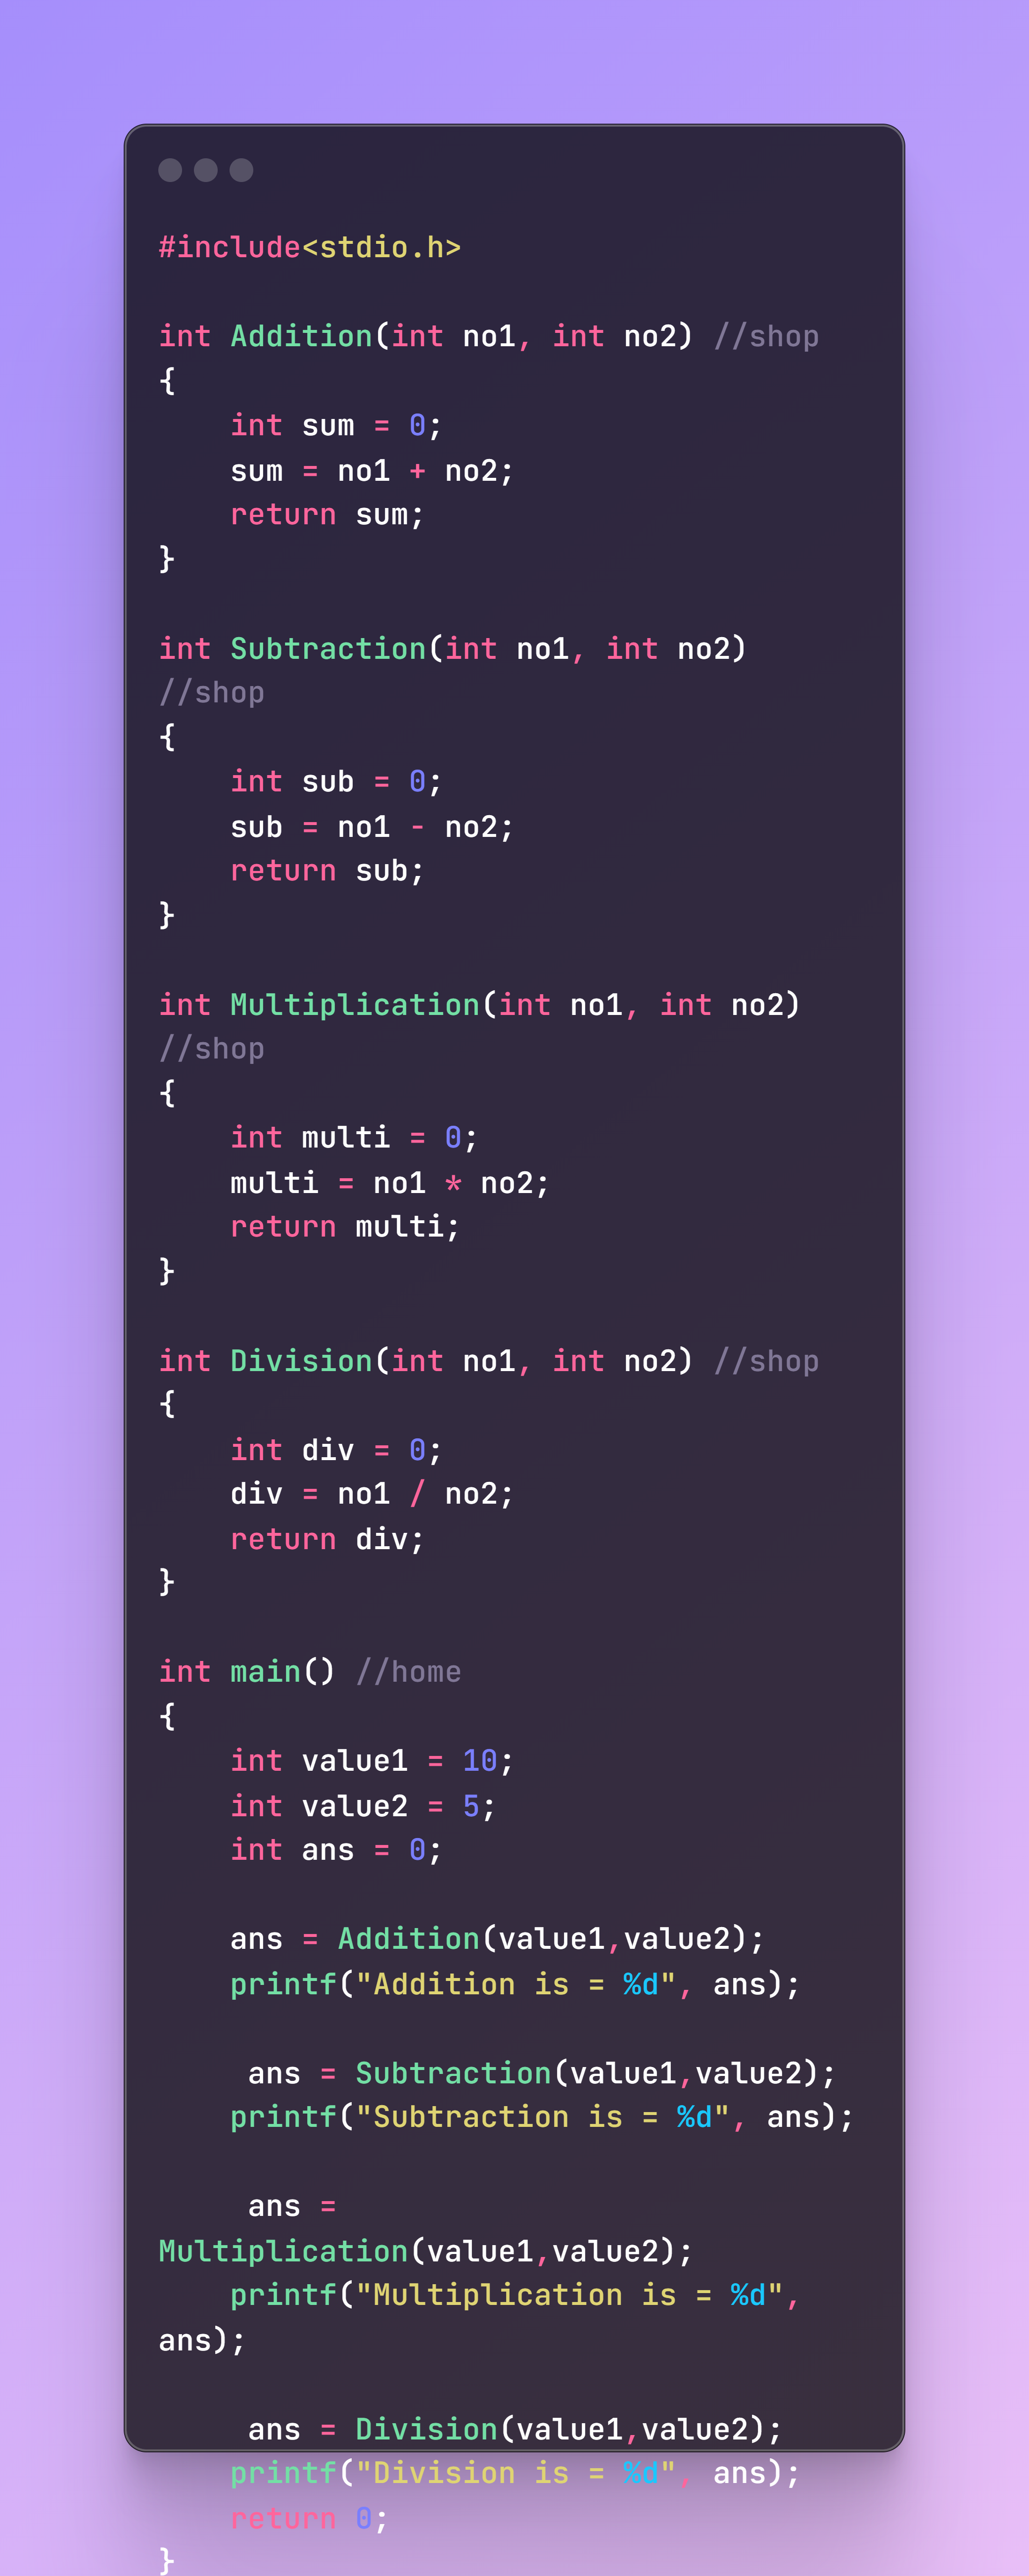 #include<stdio.h>

int Addition(int no1, int no2) //shop
{
    int sum = 0;
    sum = no1 + no2;
    return sum;
}

int Subtraction(int no1, int no2)
//shop
{
    int sub = 0;
    sub = no1 - no2;
    return sub;
}

int Multiplication(int no1, int no2)
//shop
{
    int multi = 0;
    multi = no1 * no2;
    return multi;
}

int Division(int no1, int no2) //shop
{
    int div = 0;
    div = no1 / no2;
    return div;
}

int main() //home
{
    int value1 = 10;
    int value2 = 5;
    int ans = 0;

    ans = Addition(value1,value2);
    printf("Addition is = %d", ans);

     ans = Subtraction(value1,value2);
    printf("Subtraction is = %d", ans);

     ans =
Multiplication(value1,value2);
    printf("Multiplication is = %d",
ans);

     ans = Division(value1,value2);
    printf("Division is = %d", ans);
    return 0;
}